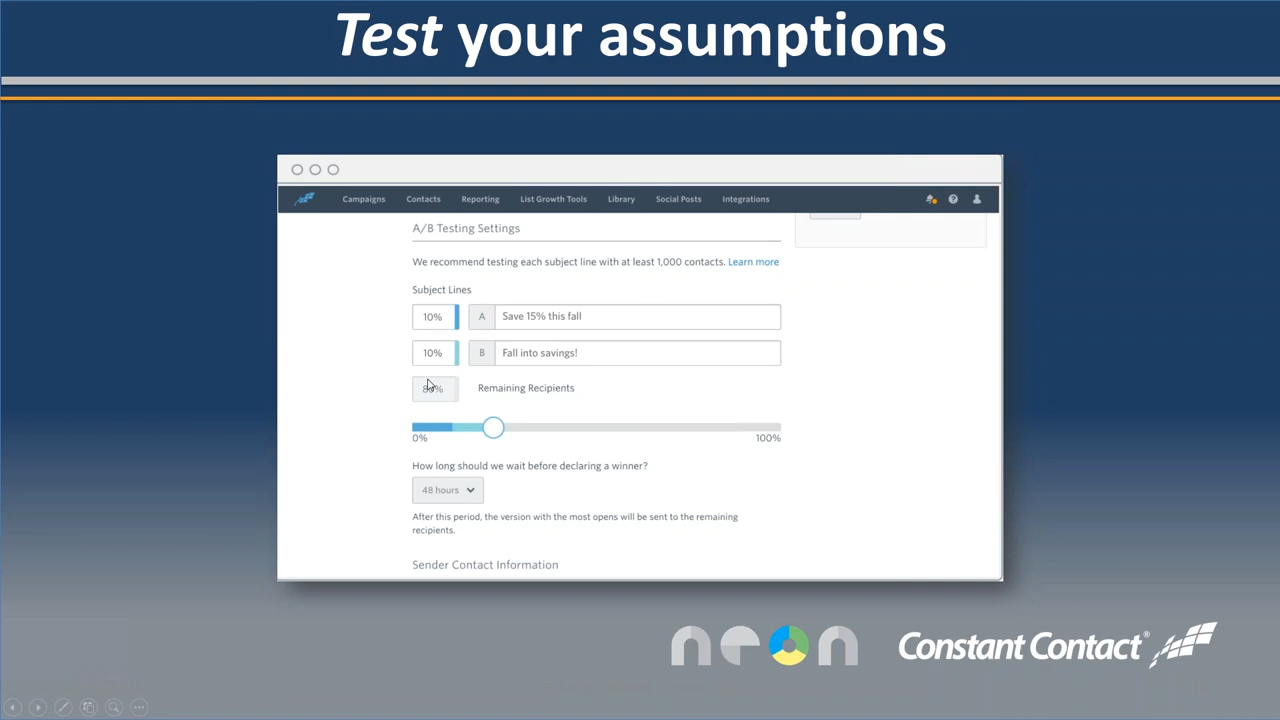 Test your assumptions
Campaigns Contacts Reporting List Growth Tools Library Social Posts Integrations
A/B Testing Settings
We recommend testing each subject line with at least 1,000 contacts. Learn more
Subject Lines
10% A Save 15% this fall
10% B Fall into savings!
Remaining Recipients
0% 100%
How long should we wait before declaring a winner?
48 hours
After this period, the version with the most opens will be sent to the remaining
recipients.
Sender Contact Information
neon Constant Contact®